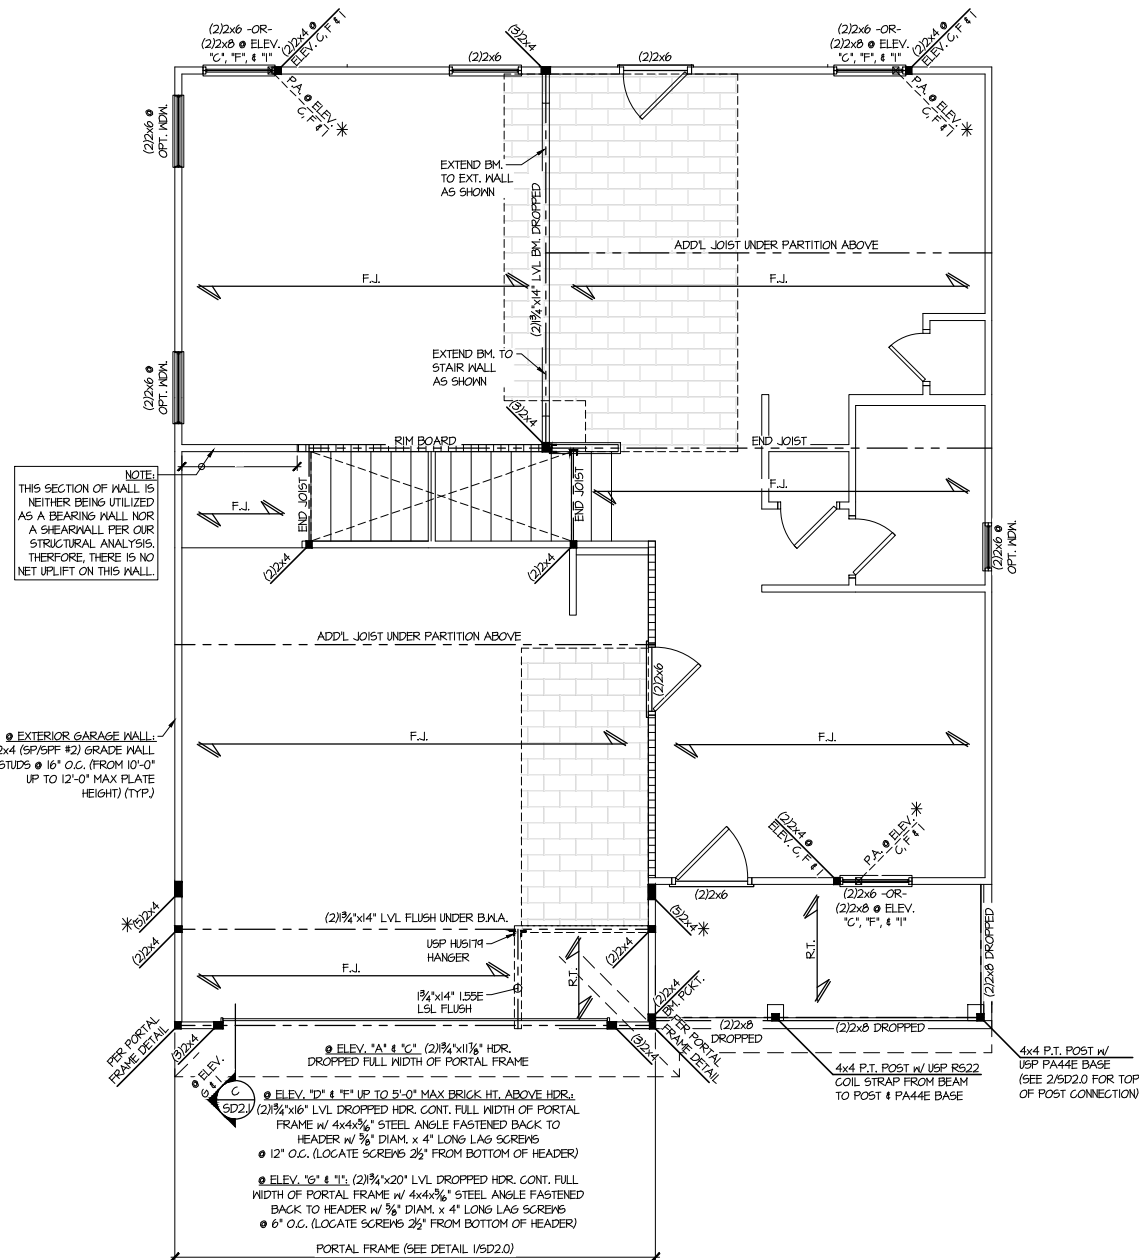 (2)2x6 -OR-
(2)2x8 @ ELEV.
"C", "F", & "I"
(2)2x4 @
ELEV. C, F & I
P.A. @ ELEV.
C, F & I
*
(2)2x6
(3)2x4
(2)2x6
(2)2x6 -OR-
(2)2x8 @ ELEV.
"C", "F", & "I"
(2)2x4 @
ELEV. C, F & I
P.A. @ ELEV.
C, F & I
*
(2)2x6 @
OPT. WDW.
EXTEND BM.
TO EXT. WALL
AS SHOWN
(2)1¾"x14" LVL BM. DROPPED
ADD'L JOIST UNDER PARTITION ABOVE
F.J.
F.J.
EXTEND BM. TO
STAIR WALL
AS SHOWN
(2)2x6 @
OPT. WDW.
(3)2x4
RIM BOARD
END JOIST
NOTE:
THIS SECTION OF WALL IS
NEITHER BEING UTILIZED
AS A BEARING WALL NOR
A SHEARWALL PER OUR
STRUCTURAL ANALYSIS.
THERFORE, THERE IS NO
NET UPLIFT ON THIS WALL.
F.J.
END JOIST
END JOIST
F.J.
(2)2x6 @
OPT. WDW.
(2)2x4
(2)2x4
ADD'L JOIST UNDER PARTITION ABOVE
(2)2x6
@ EXTERIOR GARAGE WALL:
2x4 (SP/SPF #2) GRADE WALL
STUDS @ 16" O.C. (FROM 10'-0"
UP TO 12'-0" MAX PLATE
HEIGHT) (TYP.)
F.J.
F.J.
(2)2x4 @
ELEV. C, F & I
P.A. @ ELEV.
C, F & I
*
(2)2x6
(2)2x6 -OR-
(2)2x8 @ ELEV.
"C", "F", & "I"
*(5)2x4
(2)2x4
(2)1¾"x14" LVL FLUSH UNDER B.W.A.
USP HUS179
HANGER
(5)2x4*
(2)2x4
F.J.
1¾"x14" 1.55E
LSL FLUSH
R.T.
R.T.
(2)2x8 DROPPED
(2)2x4
BM. PCKT.
PER PORTAL
FRAME DETAIL
(3)2x4
(3)2x4
PER PORTAL
FRAME DETAIL
(2)2x8
DROPPED
(2)2x8 DROPPED
@ ELEV. "A" & "C" (2)1¾"x11⅞" HDR.
DROPPED FULL WIDTH OF PORTAL FRAME
4x4 P.T. POST W/ USP RS22
COIL STRAP FROM BEAM
TO POST & PA44E BASE
4x4 P.T. POST W/
USP PA44E BASE
(SEE 2/SD2.0 FOR TOP
OF POST CONNECTION)
@ ELEV.
G & I
C
SD2.1
@ ELEV. "D" & "F" UP TO 5'-0" MAX BRICK HT. ABOVE HDR.:
(2)1¾"x16" LVL DROPPED HDR. CONT. FULL WIDTH OF PORTAL
FRAME W/ 4x4x5/16" STEEL ANGLE FASTENED BACK TO
HEADER W/ ⅝" DIAM. x 4" LONG LAG SCREWS
@ 12" O.C. (LOCATE SCREWS 2½" FROM BOTTOM OF HEADER)
@ ELEV. "G" & "I": (2)1¾"x20" LVL DROPPED HDR. CONT. FULL
WIDTH OF PORTAL FRAME W/ 4x4x5/16" STEEL ANGLE FASTENED
BACK TO HEADER W/ ⅝" DIAM. x 4" LONG LAG SCREWS
@ 6" O.C. (LOCATE SCREWS 2½" FROM BOTTOM OF HEADER)
PORTAL FRAME (SEE DETAIL 1/SD2.0)